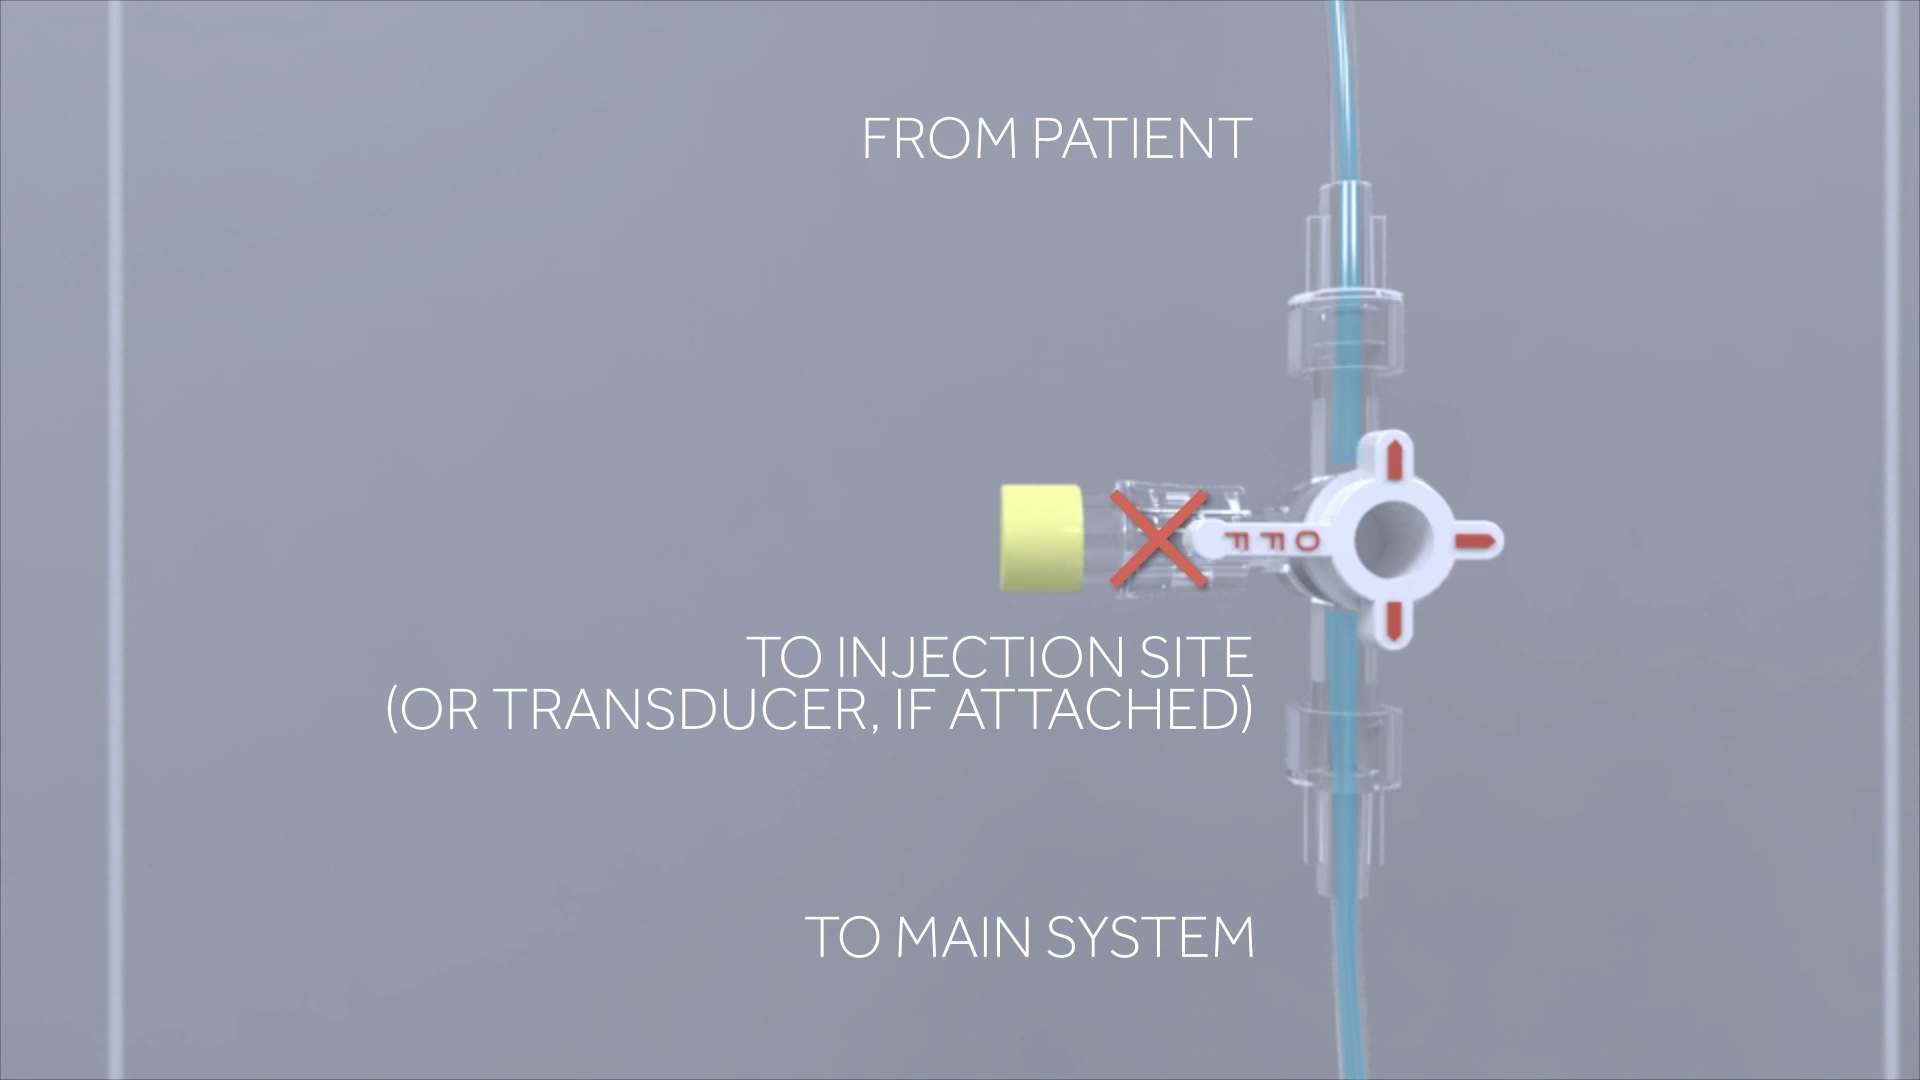 FROM PATIENT
OFF
TO INJECTION SITE
(OR TRANSDUCER, IF ATTACHED)
TO MAIN SYSTEM